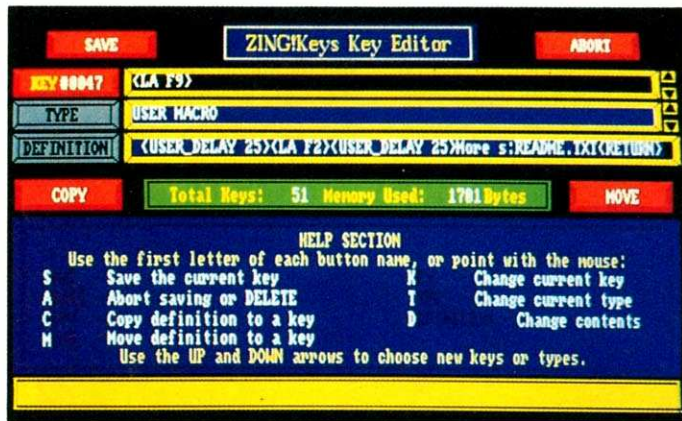 SAVE ZING!Keys Key Editor ABORT
KEY 00047 <LA F9>
TYPE USER MACRO
DEFINITION <USER_DELAY 25><LA F2><USER_DELAY 25>More s:README.TXT<RETURN>
COPY Total Keys: 51 Memory Used: 1701 Bytes MOVE
HELP SECTION
Use the first letter of each button name, or point with the mouse:
S Save the current key K Change current key
A Abort saving or DELETE T Change current type
C Copy definition to a key D Change contents
M Move definition to a key
Use the UP and DOWN arrows to choose new keys or types.